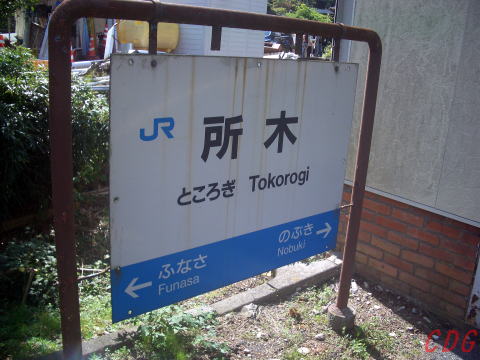 JR 所木
ところぎ Tokorogi
ふなさ
Funasa
のぶき
Nobuki
CDG